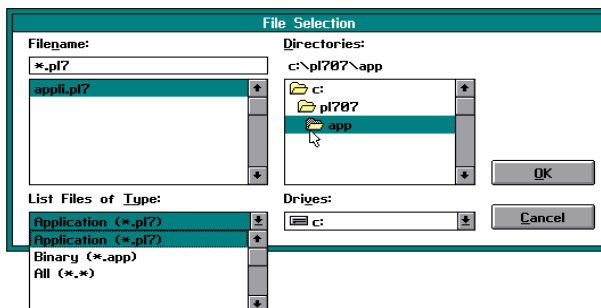 File Selection
Filename:
Directories:
*.pl7
c:\pl707\app
appli.pl7
c:
pl707
app
OK
List Files of Type:
Drives:
Application (*.pl7)
c:
Cancel
Application (*.pl7)
Binary (*.app)
All (*.*)